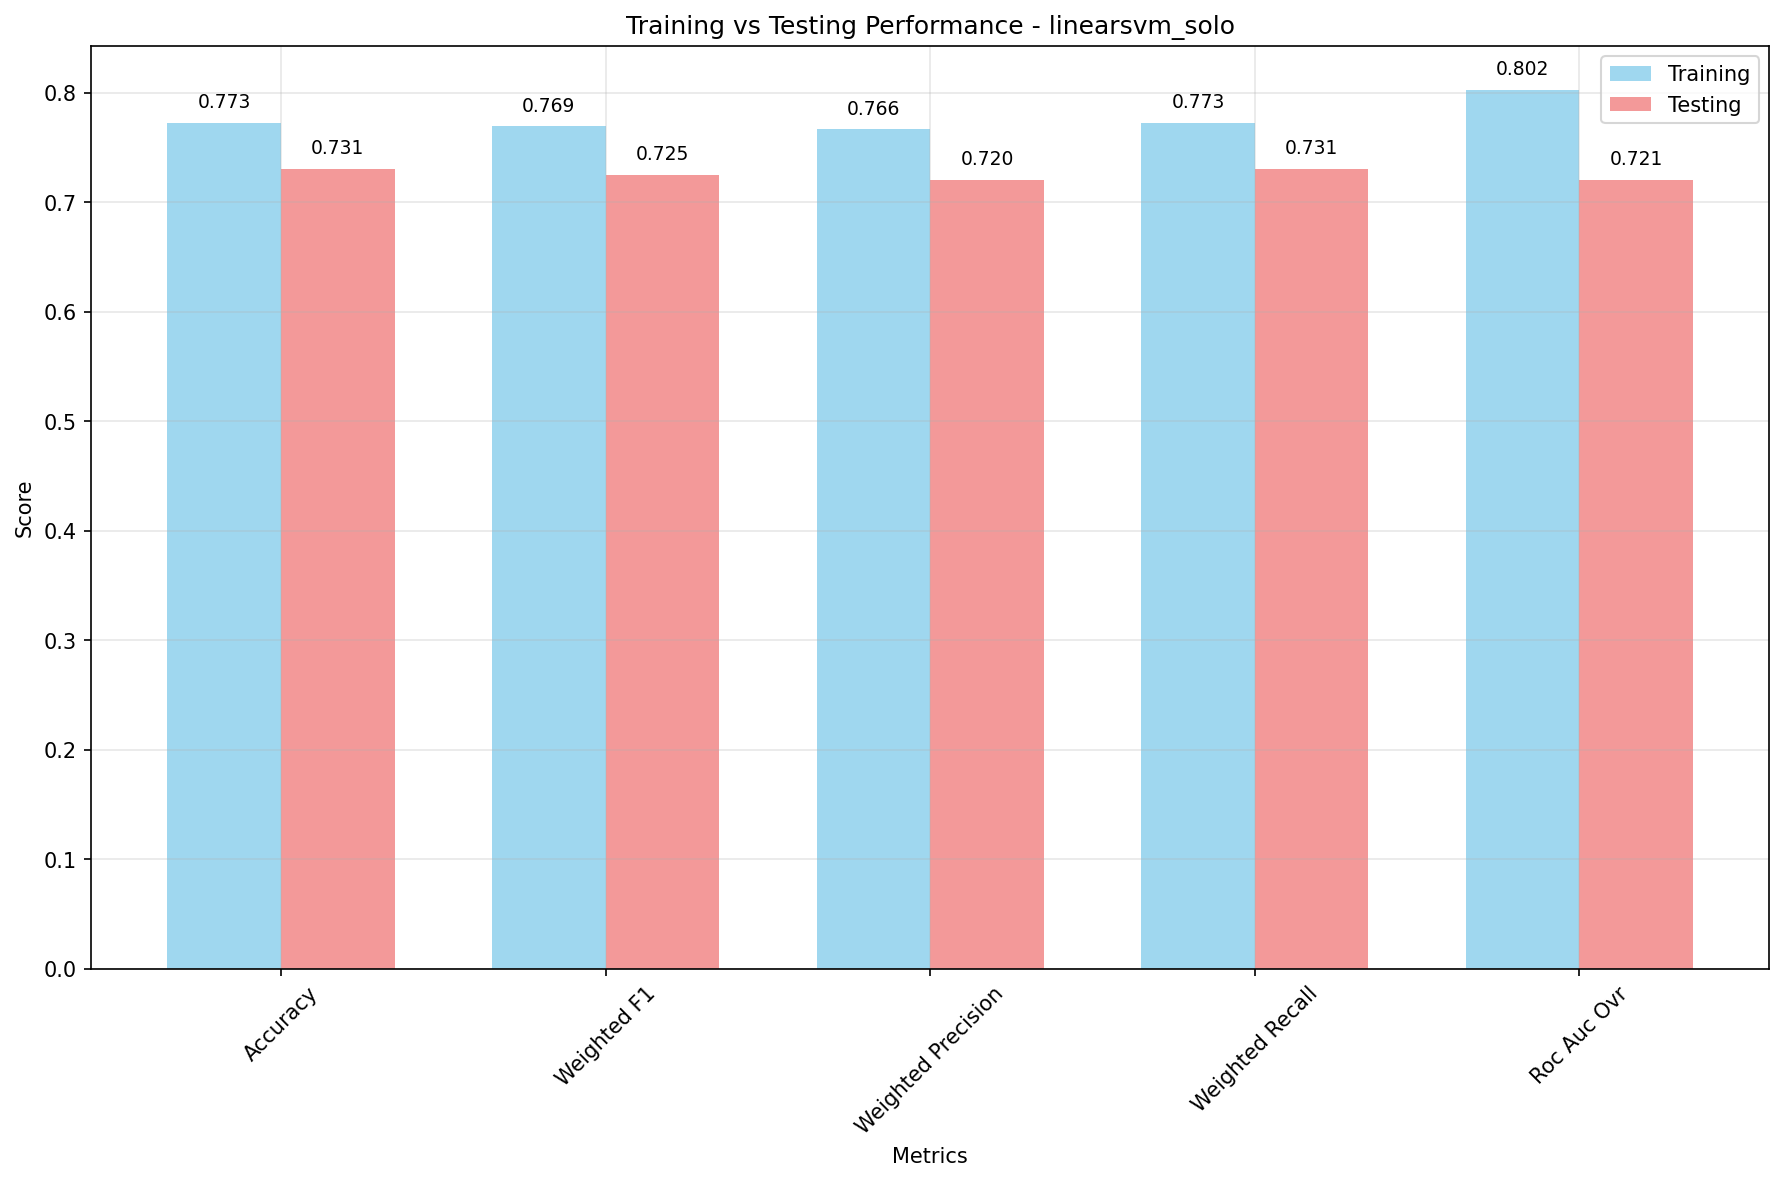 Training vs Testing Performance - linearsvm_solo
Training
Testing
0.773
0.731
0.769
0.725
0.766
0.720
0.773
0.731
0.802
0.721
Score
0.8
0.7
0.6
0.5
0.4
0.3
0.2
0.1
0.0
Accuracy
Weighted F1
Weighted Precision
Weighted Recall
Roc Auc Ovr
Metrics